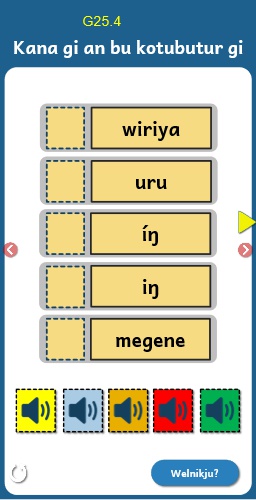 G25.4
Kana gi an bu kotubutur gi
wiriya
uru
íŋ
iŋ
megene
Welnikju?